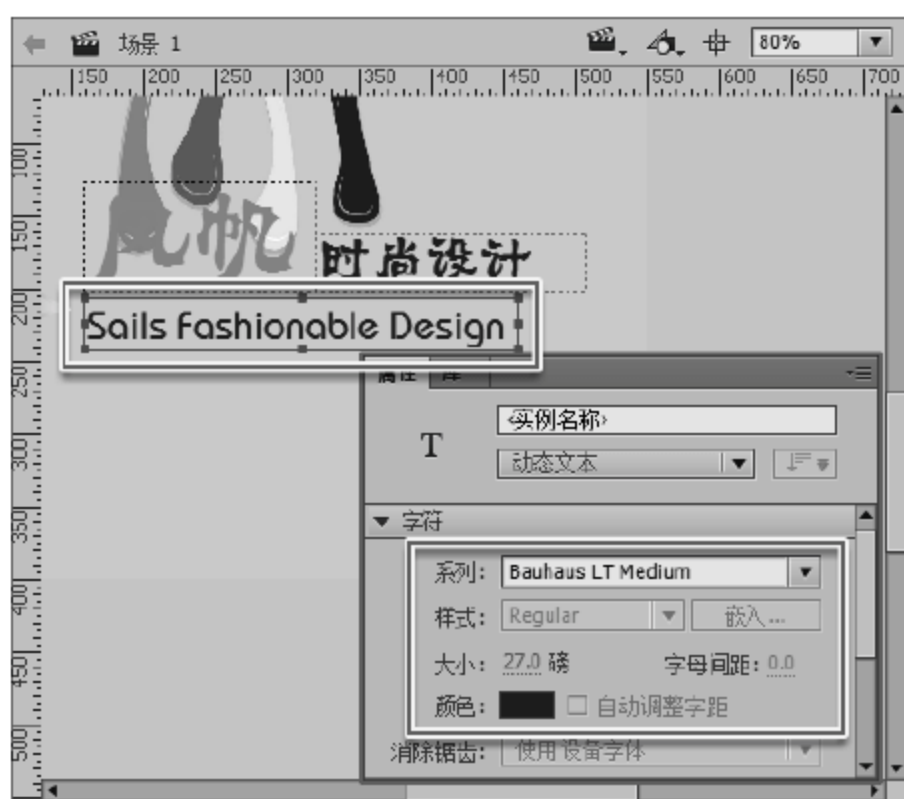 场景 1
80%
150 200 250 300 350 400 450 500 550 600 650 700
100
150
200
250
300
350
400
450
500
风帆
时尚设计
Sails Fashionable Design
属性 库
<实例名称>
T
动态文本
字符
系列: Bauhaus LT Medium
样式: Regular 嵌入...
大小: 27.0 磅 字母间距: 0.0
颜色: 自动调整字距
消除锯齿: 使用设备字体